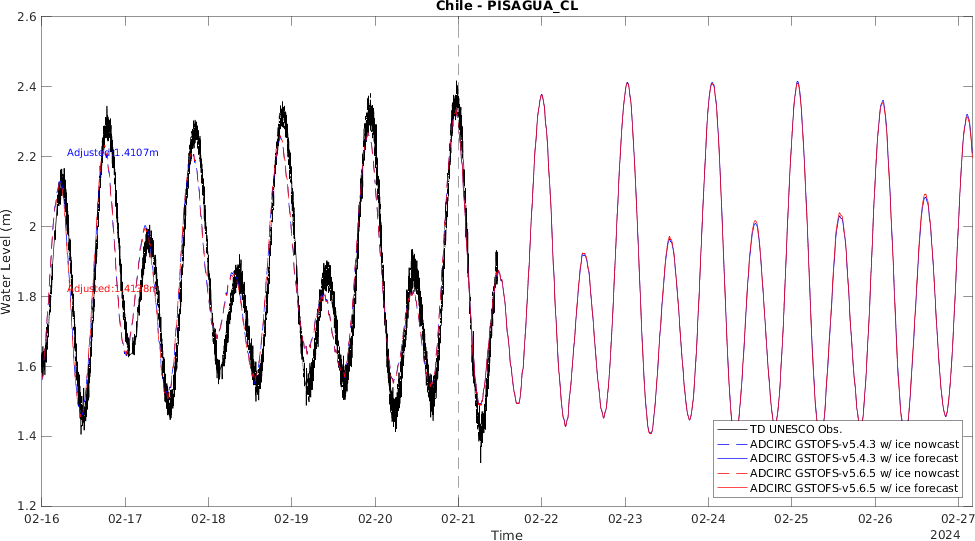 Chile - PISAGUA_CL
Water Level (m)
2.6
2.4
2.2
2
1.8
1.6
1.4
1.2
Adjusted:1.4107m
Adjusted:1.4138m
TD UNESCO Obs.
ADCIRC GSTOFS-v5.4.3 w/ ice nowcast
ADCIRC GSTOFS-v5.4.3 w/ ice forecast
ADCIRC GSTOFS-v5.6.5 w/ ice nowcast
ADCIRC GSTOFS-v5.6.5 w/ ice forecast
02-16 02-17 02-18 02-19 02-20 02-21 02-22 02-23 02-24 02-25 02-26 02-27
Time
2024